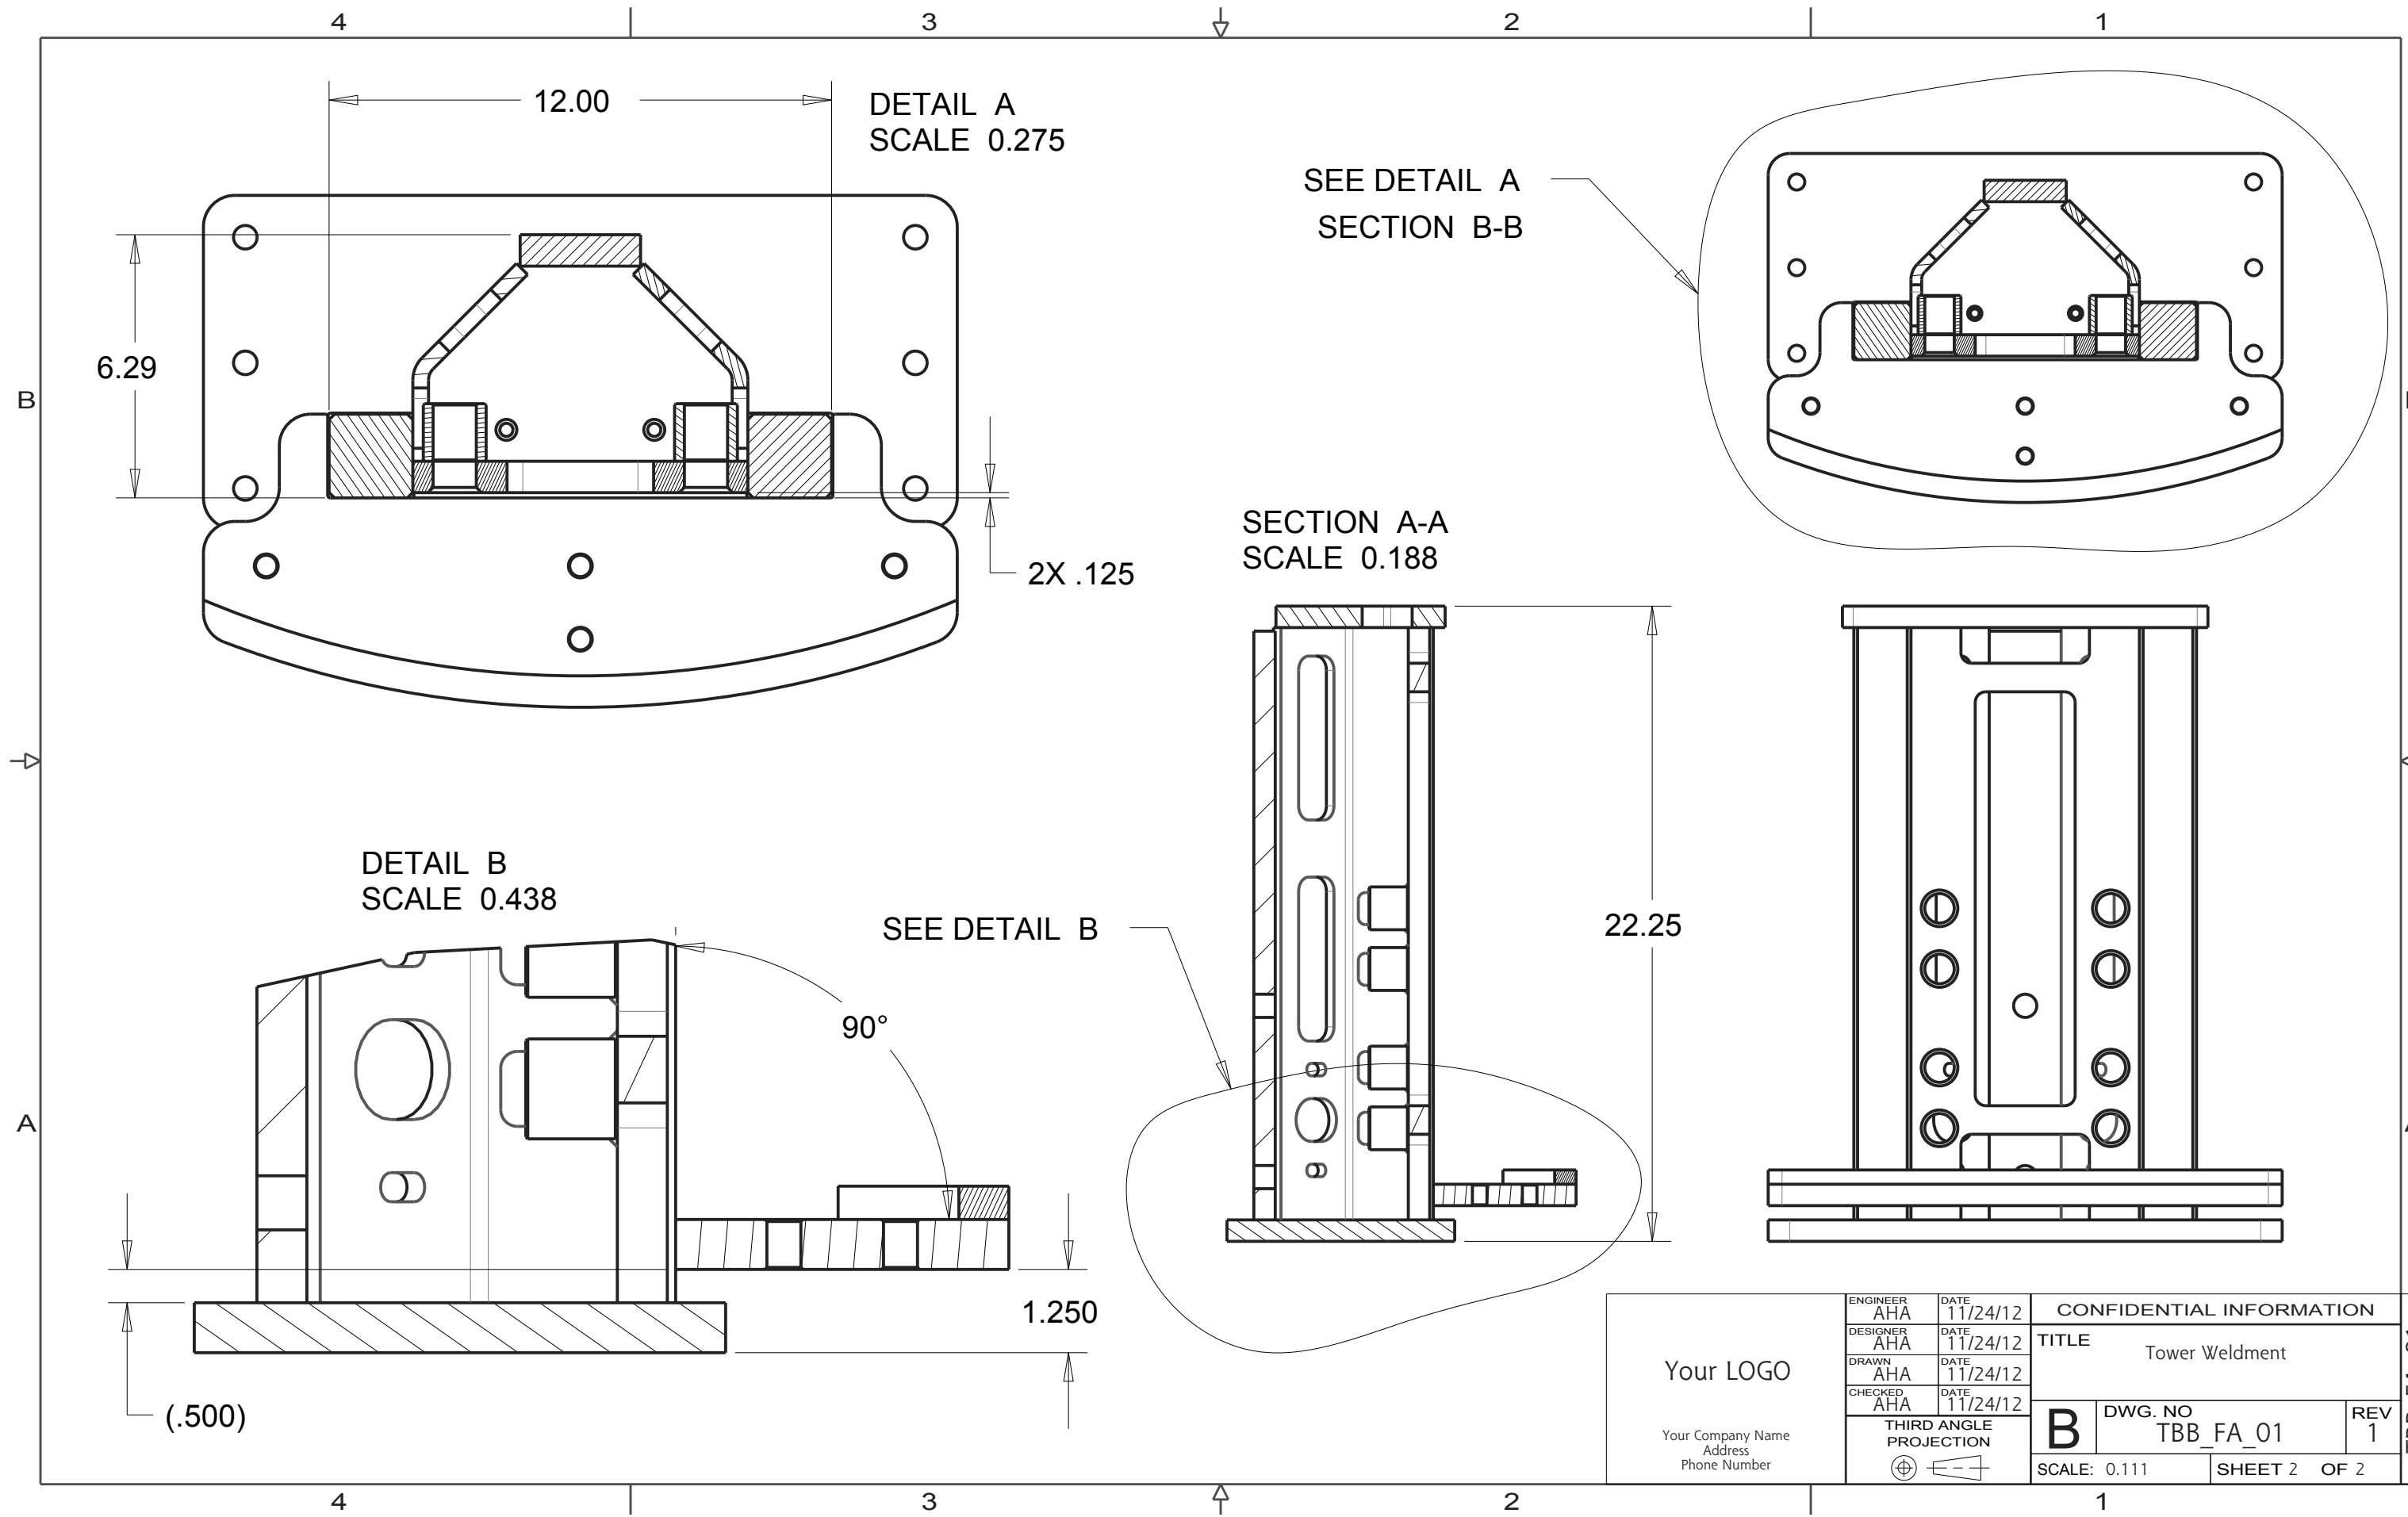 4
3
2
1
12.00
DETAIL A
SCALE 0.275
SEE DETAIL A
SECTION B-B
6.29
B
2X .125
SECTION A-A
SCALE 0.188
DETAIL B
SCALE 0.438
SEE DETAIL B
22.25
90°
A
1.250
(.500)
Your LOGO
Your Company Name
Address
Phone Number
ENGINEER
AHA
DATE
11/24/12
DESIGNER
AHA
DATE
11/24/12
DRAWN
AHA
DATE
11/24/12
CHECKED
AHA
DATE
11/24/12
THIRD ANGLE
PROJECTION
CONFIDENTIAL INFORMATION
TITLE
Tower Weldment
B
DWG. NO
TBB_FA_01
REV
1
SCALE: 0.111
SHEET 2 OF 2
4
3
2
1